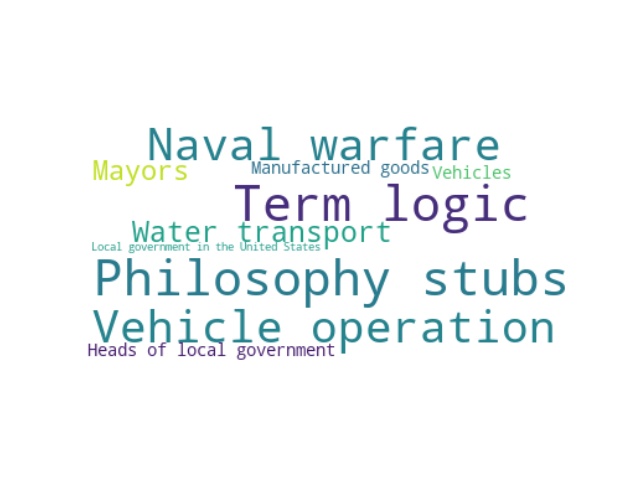 Naval warfare
Mayors
Manufactured goods
Vehicles
Term logic
Water transport
Local government in the United States
Philosophy stubs
Vehicle operation
Heads of local government